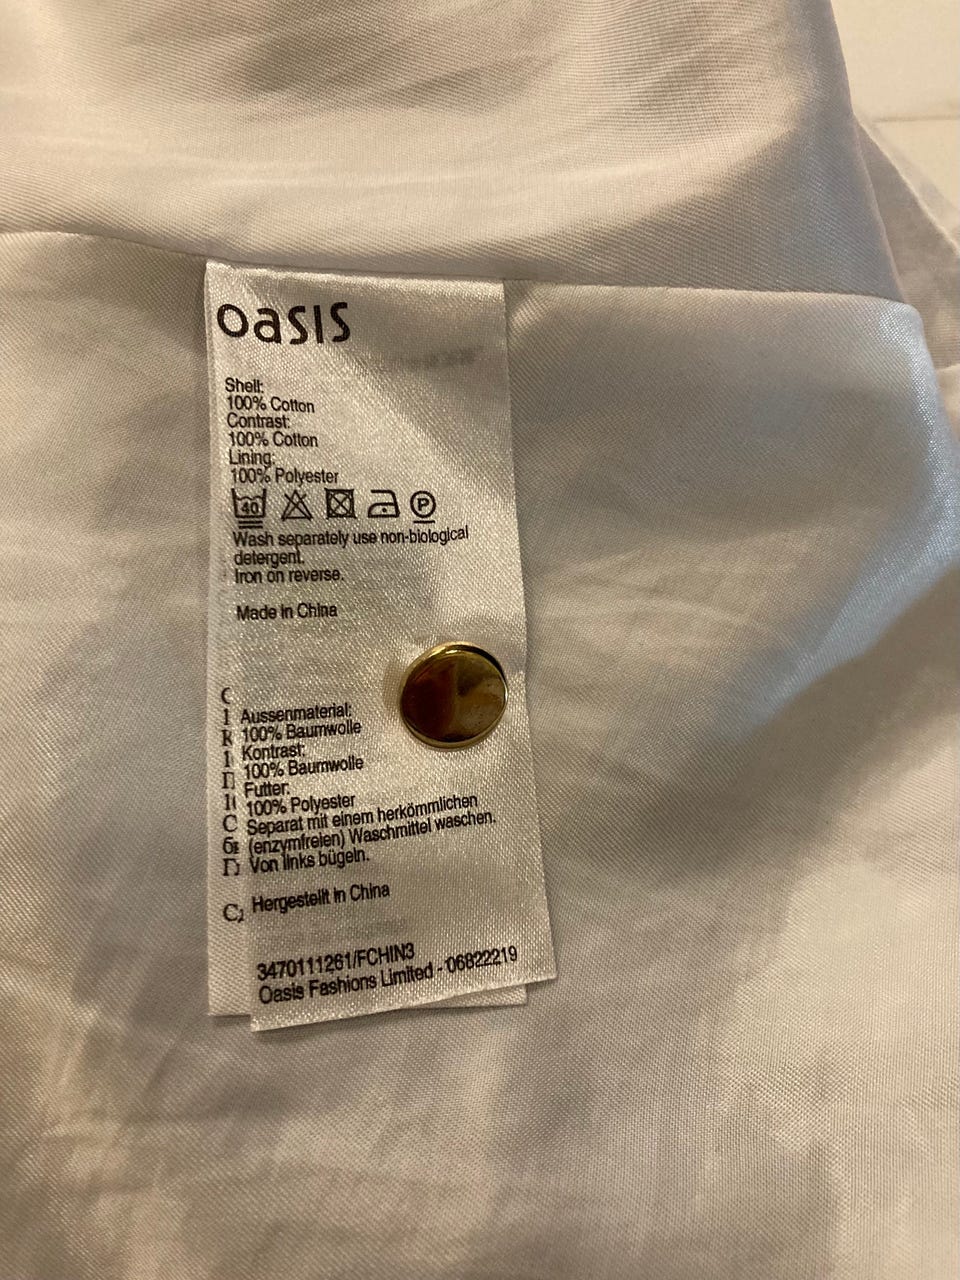 oasis
Shell:
100% Cotton
Contrast:
100% Cotton
Lining:
100% Polyester
40 P
Wash separately use non-biological
detergent.
Iron on reverse.
Made in China
Aussenmaterial:
100% Baumwolle
Kontrast:
100% Baumwolle
Futter:
100% Polyester
Separat mit einem herkömmlichen
(enzymfreien) Waschmittel waschen.
Von links bügeln.
Hergestellt in China
3470111261/FCHIN3
Oasis Fashions Limited - 06822219